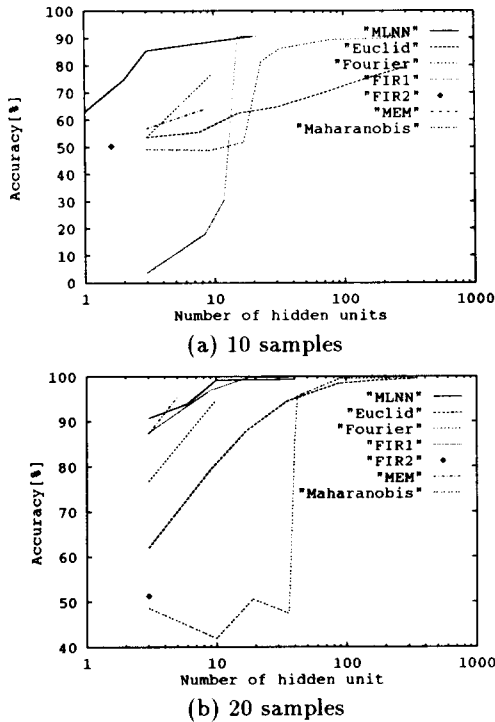 100
90
80
70
60
50
40
30
20
10
0
Accuracy[%]
"MLNN"
"Euclid"
"Fourier"
"FIR1"
"FIR2"
"MEM"
"Maharanobis"
1
10
100
1000
Number of hidden units
(a) 10 samples
100
90
80
70
60
50
40
Accuracy[%]
"MLNN"
"Euclid"
"Fourier"
"FIR1"
"FIR2"
"MEM"
"Maharanobis"
1
10
100
1000
Number of hidden unit
(b) 20 samples